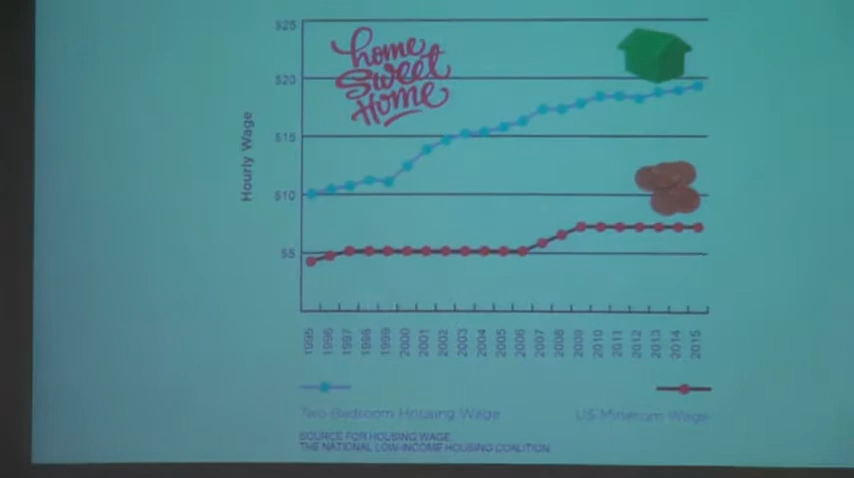 $25
home
$20
Sweet
Home
$15
Hourly Wage
$10
$5
1995 1996 1997 1998 1999 2000 2001 2002 2003 2004 2005 2006 2007 2008 2009 2010 2011 2012 2013 2014 2015
Two Bedroom Housing Wage
US Minimum Wage
SOURCE FOR HOUSING WAGE:
THE NATIONAL LOW-INCOME HOUSING COALITION